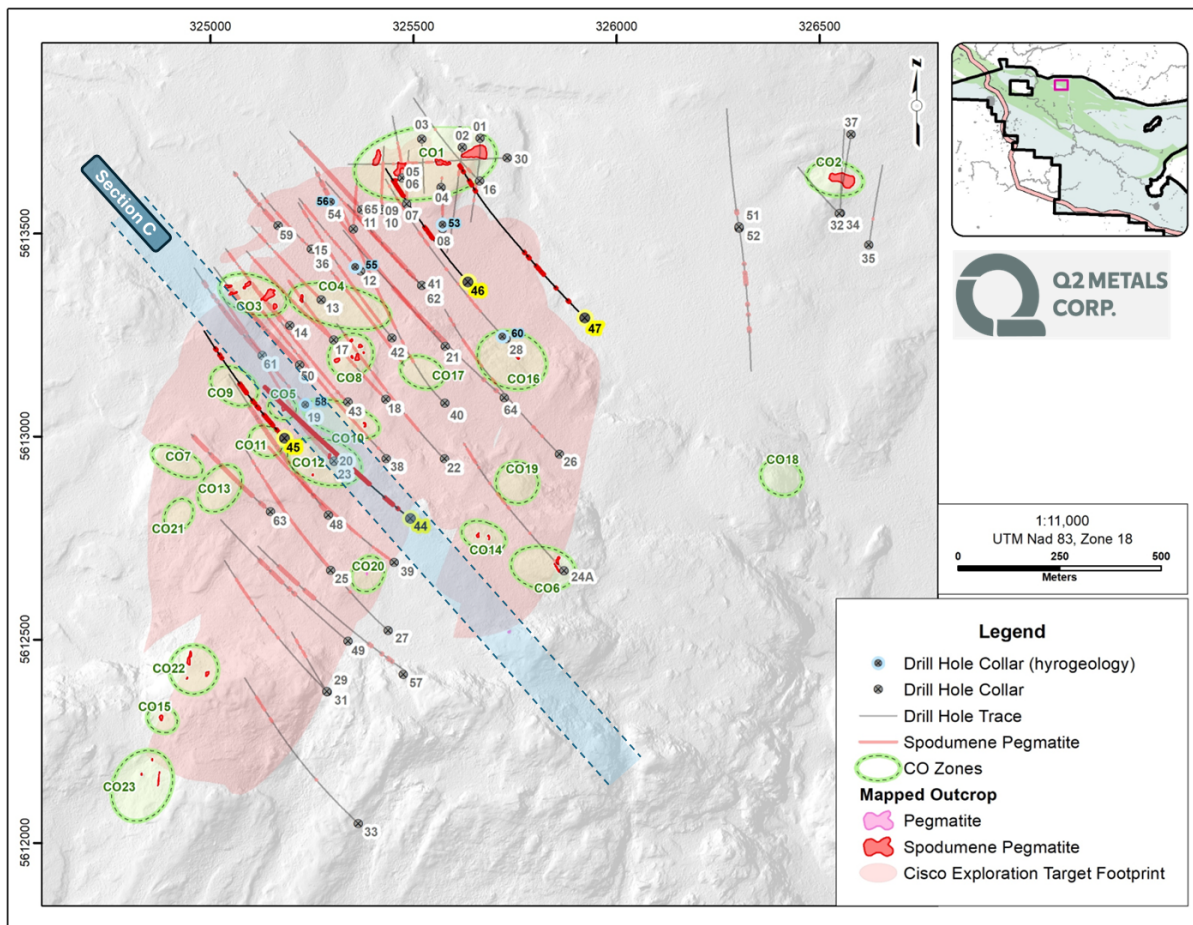 325000
325500
326000
326500
5613500
5613000
5612500
5612000
Section C
z
Q2 METALS
CORP.
03
02
01
CO1
30
05
06
04
16
37
CO2
32 34
35
51
52
56
54
65
11
09
10
07
53
08
59
15
36
55
12
41
62
46
47
CO3
CO4
13
14
17
42
21
60
28
CO8
CO17
CO16
61
50
CO9
CO5
58
19
43
18
40
64
CO10
45
CO11
CO12
20
23
38
22
26
CO7
CO13
CO19
CO18
CO21
63
48
44
CO14
CO20
39
25
CO6
24A
27
49
57
CO22
29
31
CO15
CO23
33
1:11,000
UTM Nad 83, Zone 18
0 250 500
Meters
Legend
Drill Hole Collar (hyrogeology)
Drill Hole Collar
Drill Hole Trace
Spodumene Pegmatite
CO Zones
Mapped Outcrop
Pegmatite
Spodumene Pegmatite
Cisco Exploration Target Footprint